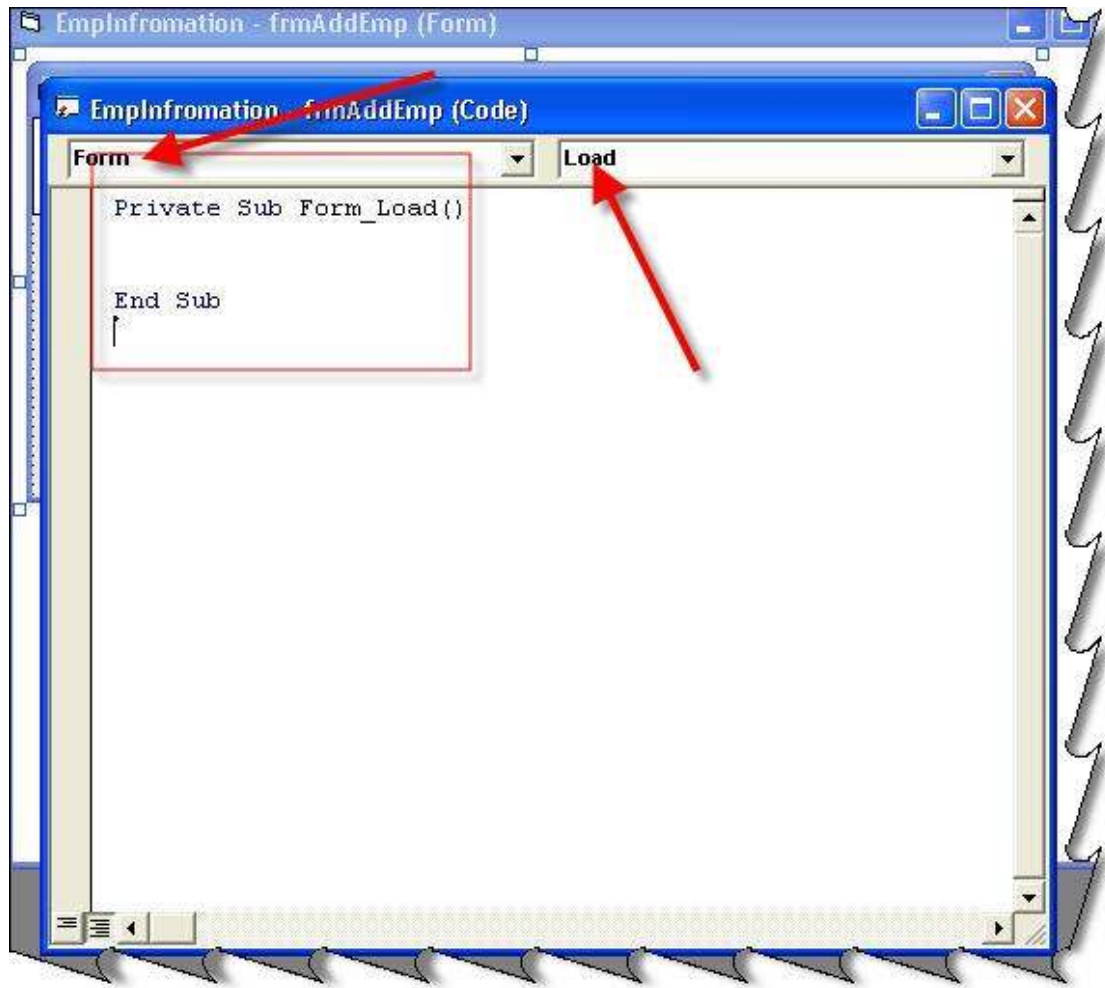 EmpInfromation - frmAddEmp (Form)
EmpInfromation - frmAddEmp (Code)
Form
Load
Private Sub Form_Load()
End Sub